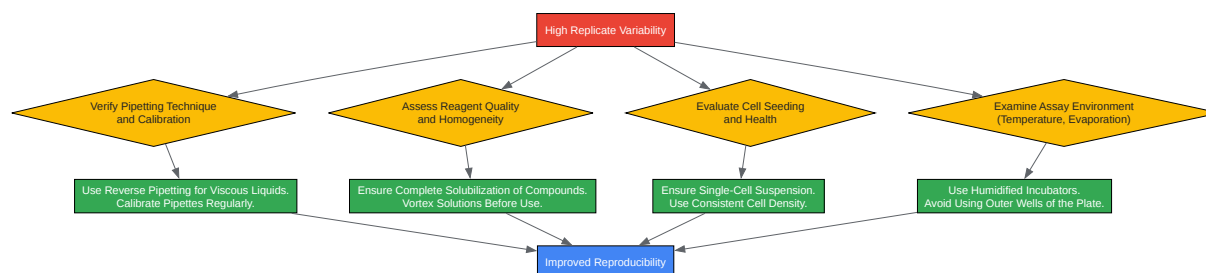 High Replicate Variability
Verify Pipetting Technique
and Calibration
Assess Reagent Quality
and Homogeneity
Evaluate Cell Seeding
and Health
Examine Assay Environment
(Temperature, Evaporation)
Use Reverse Pipetting for Viscous Liquids.
Calibrate Pipettes Regularly.
Ensure Complete Solubilization of Compounds.
Vortex Solutions Before Use.
Ensure Single-Cell Suspension.
Use Consistent Cell Density.
Use Humidified Incubators.
Avoid Using Outer Wells of the Plate.
Improved Reproducibility